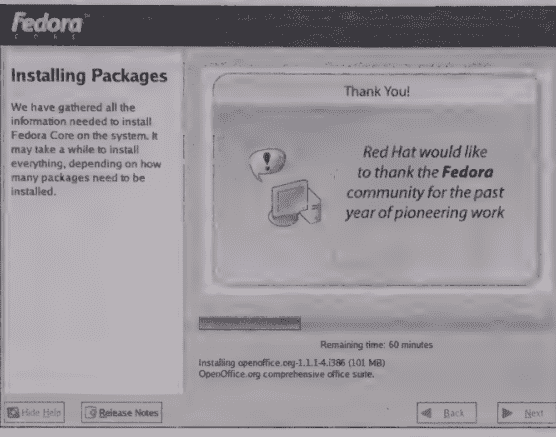 Fedora
CORE
Installing Packages
We have gathered all the
information needed to install
Fedora Core on the system. It
may take a while to install
everything, depending on how
many packages need to be
installed.
Thank You!
!
Red Hat would like
to thank the Fedora
community for the past
year of pioneering work
Remaining time: 60 minutes
Installing openoffice.org-1.1.1-4.i386 (101 MB)
OpenOffice.org comprehensive office suite.
Hide Help
Release Notes
Back
Next